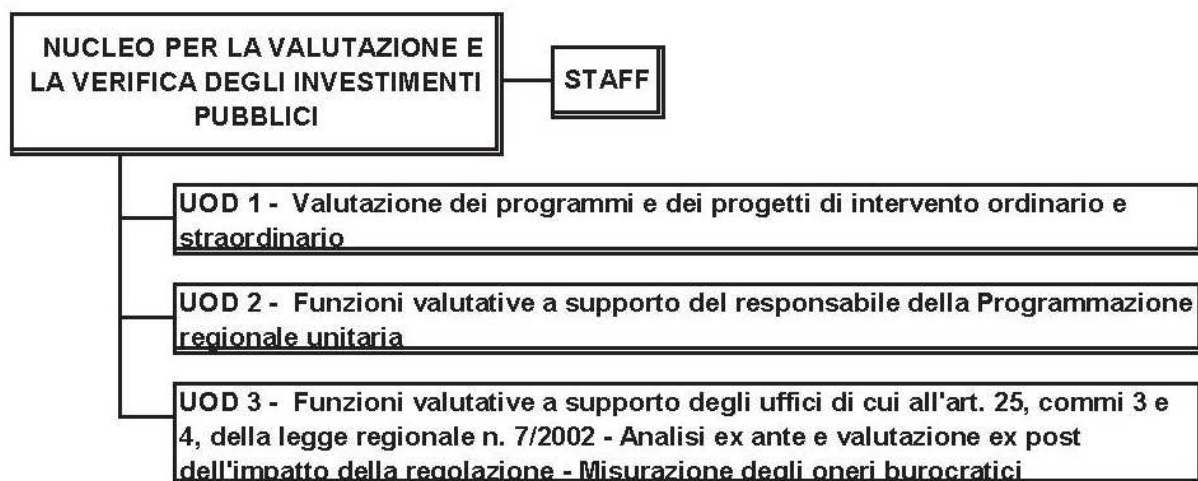 NUCLEO PER LA VALUTAZIONE E
LA VERIFICA DEGLI INVESTIMENTI
PUBBLICI
STAFF
UOD 1 - Valutazione dei programmi e dei progetti di intervento ordinario e
straordinario
UOD 2 - Funzioni valutative a supporto del responsabile della Programmazione
regionale unitaria
UOD 3 - Funzioni valutative a supporto degli uffici di cui all'art. 25, commi 3 e
4, della legge regionale n. 7/2002 - Analisi ex ante e valutazione ex post
dell'impatto della regolazione - Misurazione degli oneri burocratici